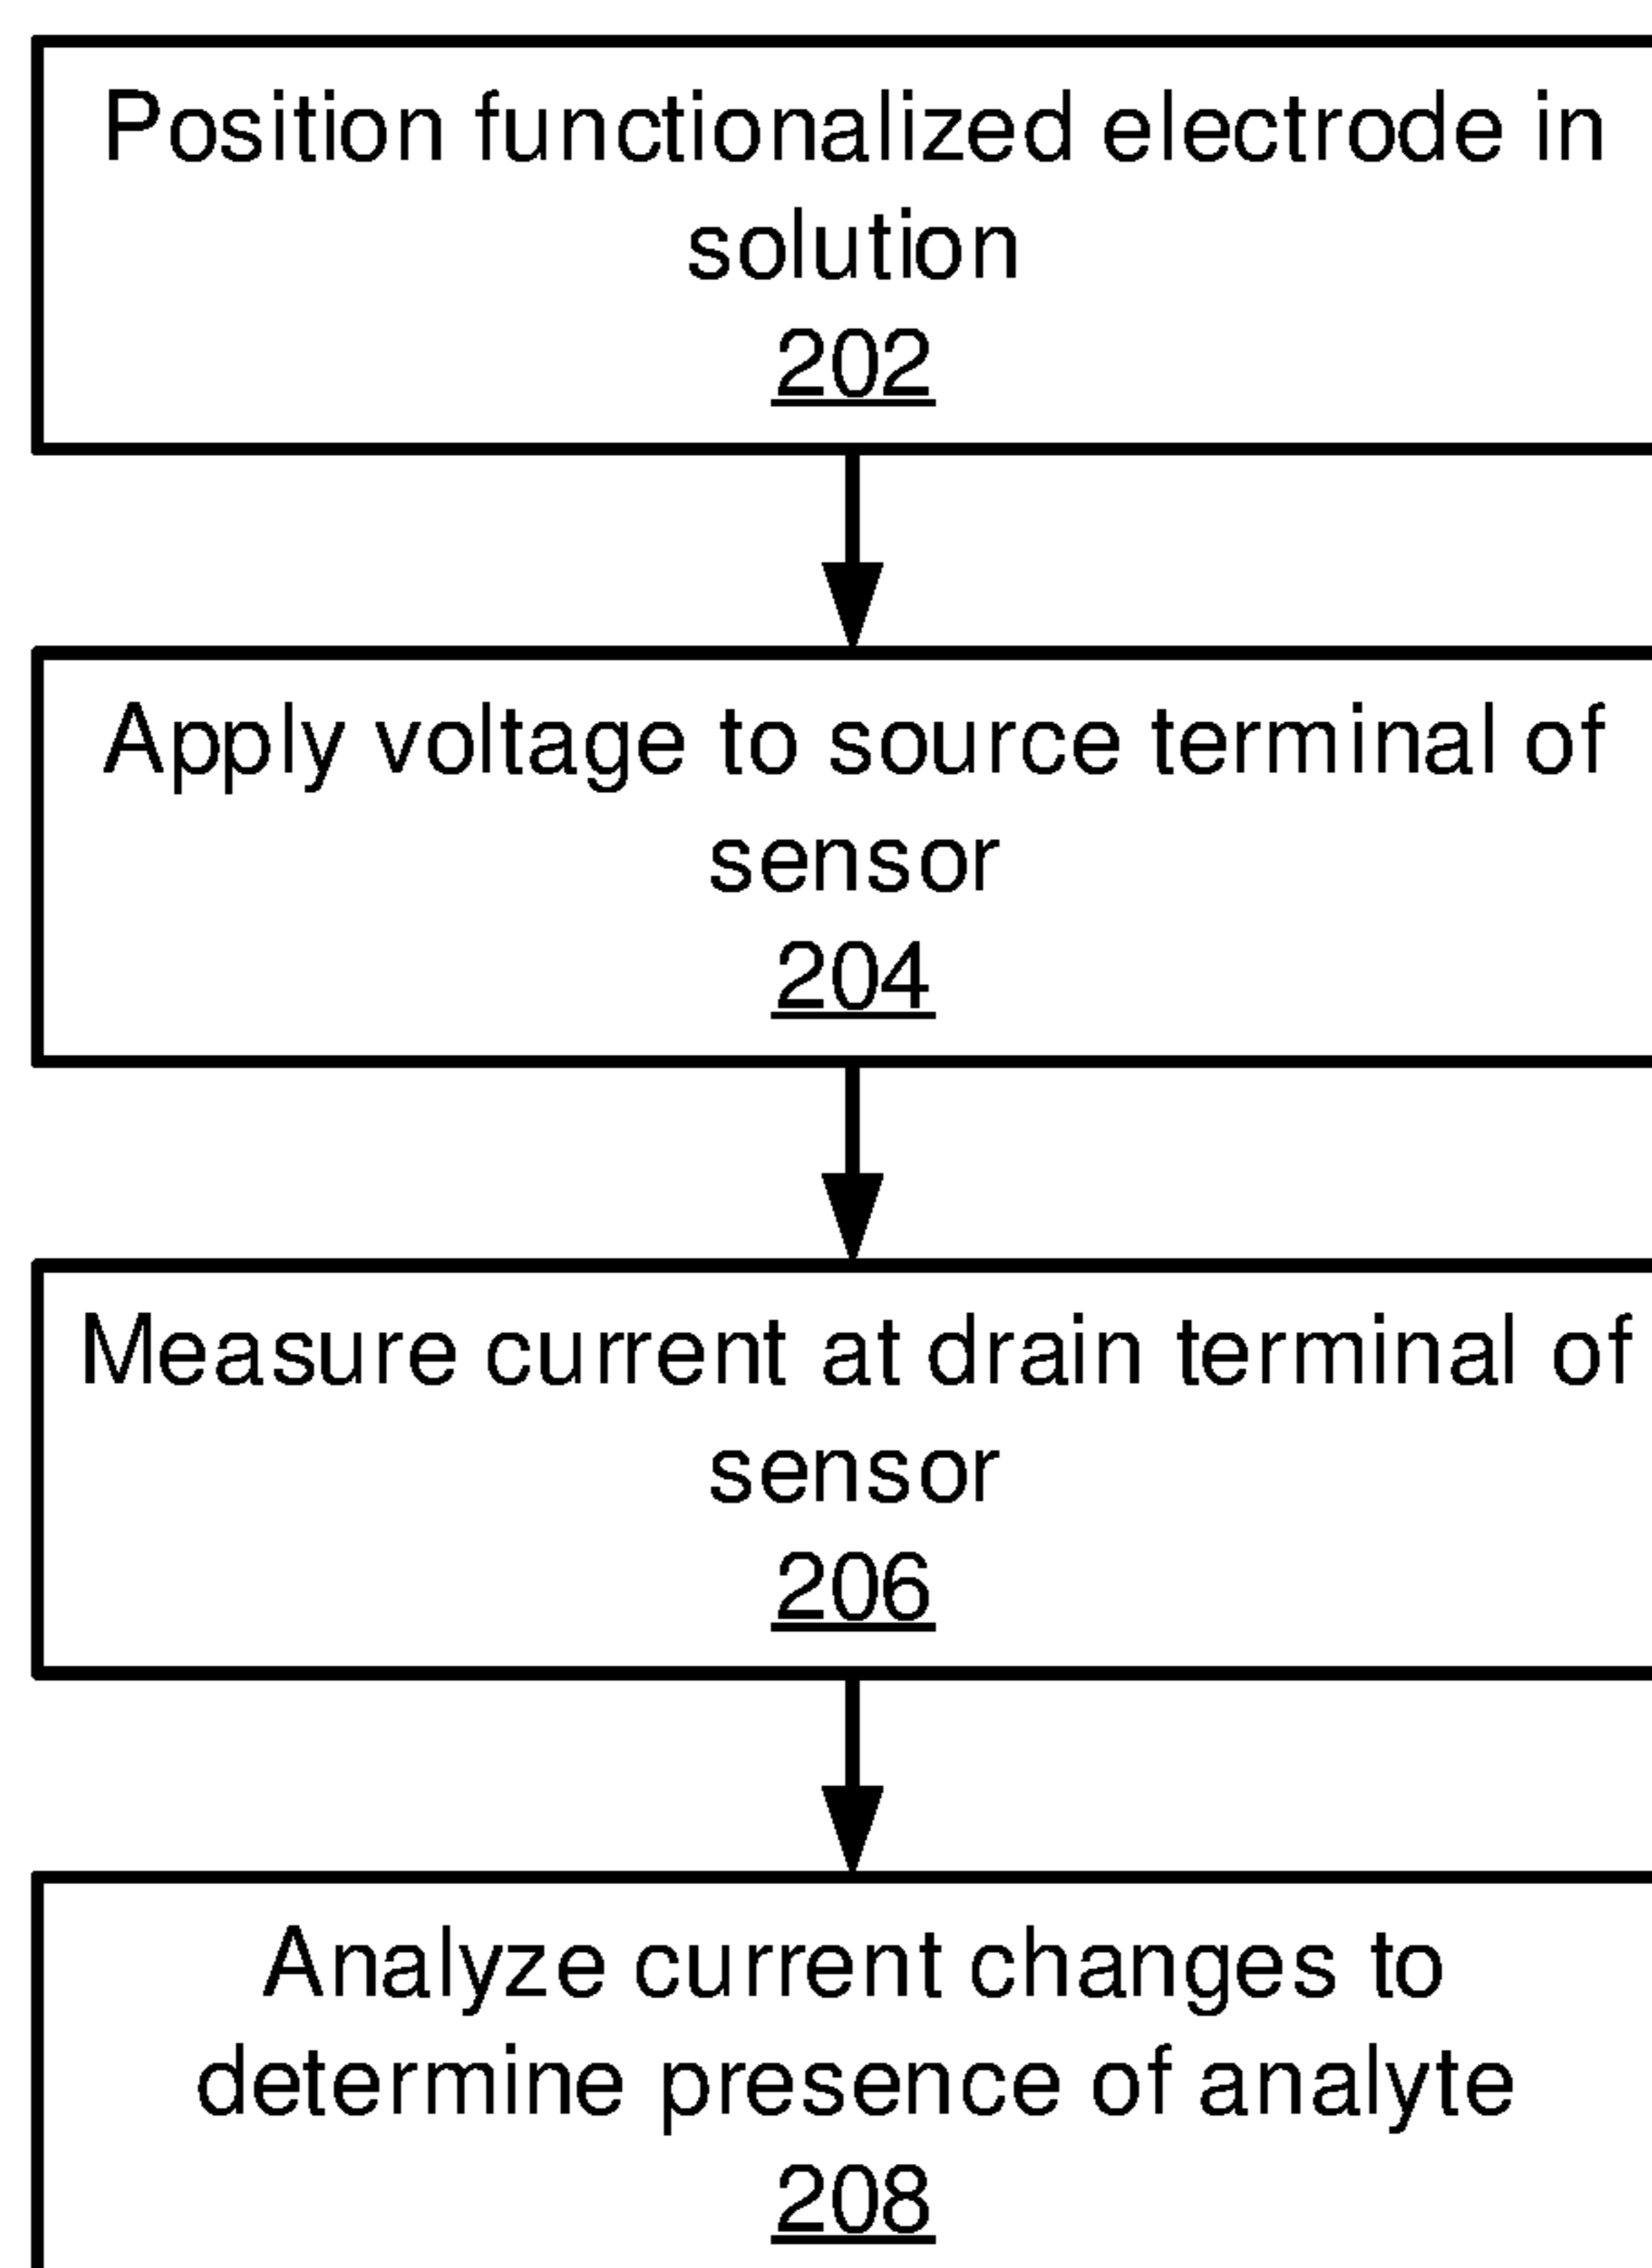 Position functionalized electrode in
solution
202
Apply voltage to source terminal of
sensor
204
Measure current at drain terminal of
sensor
206
Analyze current changes to
determine presence of analyte
208